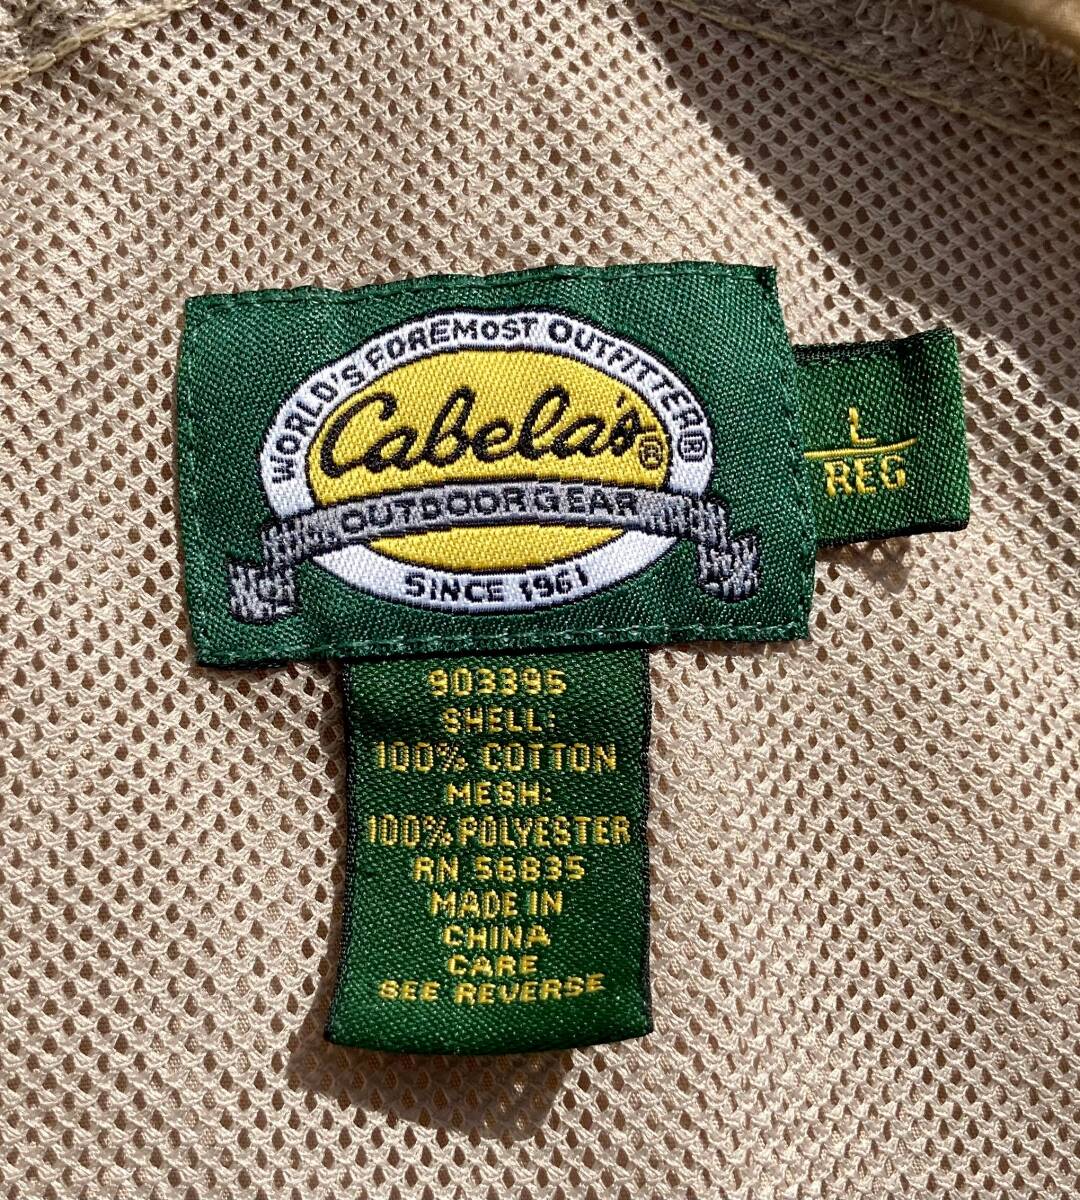 WORLD'S FOREMOST OUTFITTER®
Cabela's®
OUTDOOR GEAR
SINCE 1961
L
REG
903395
SHELL:
100% COTTON
MESH:
100% POLYESTER
RN 56835
MADE IN
CHINA
CARE
SEE REVERSE